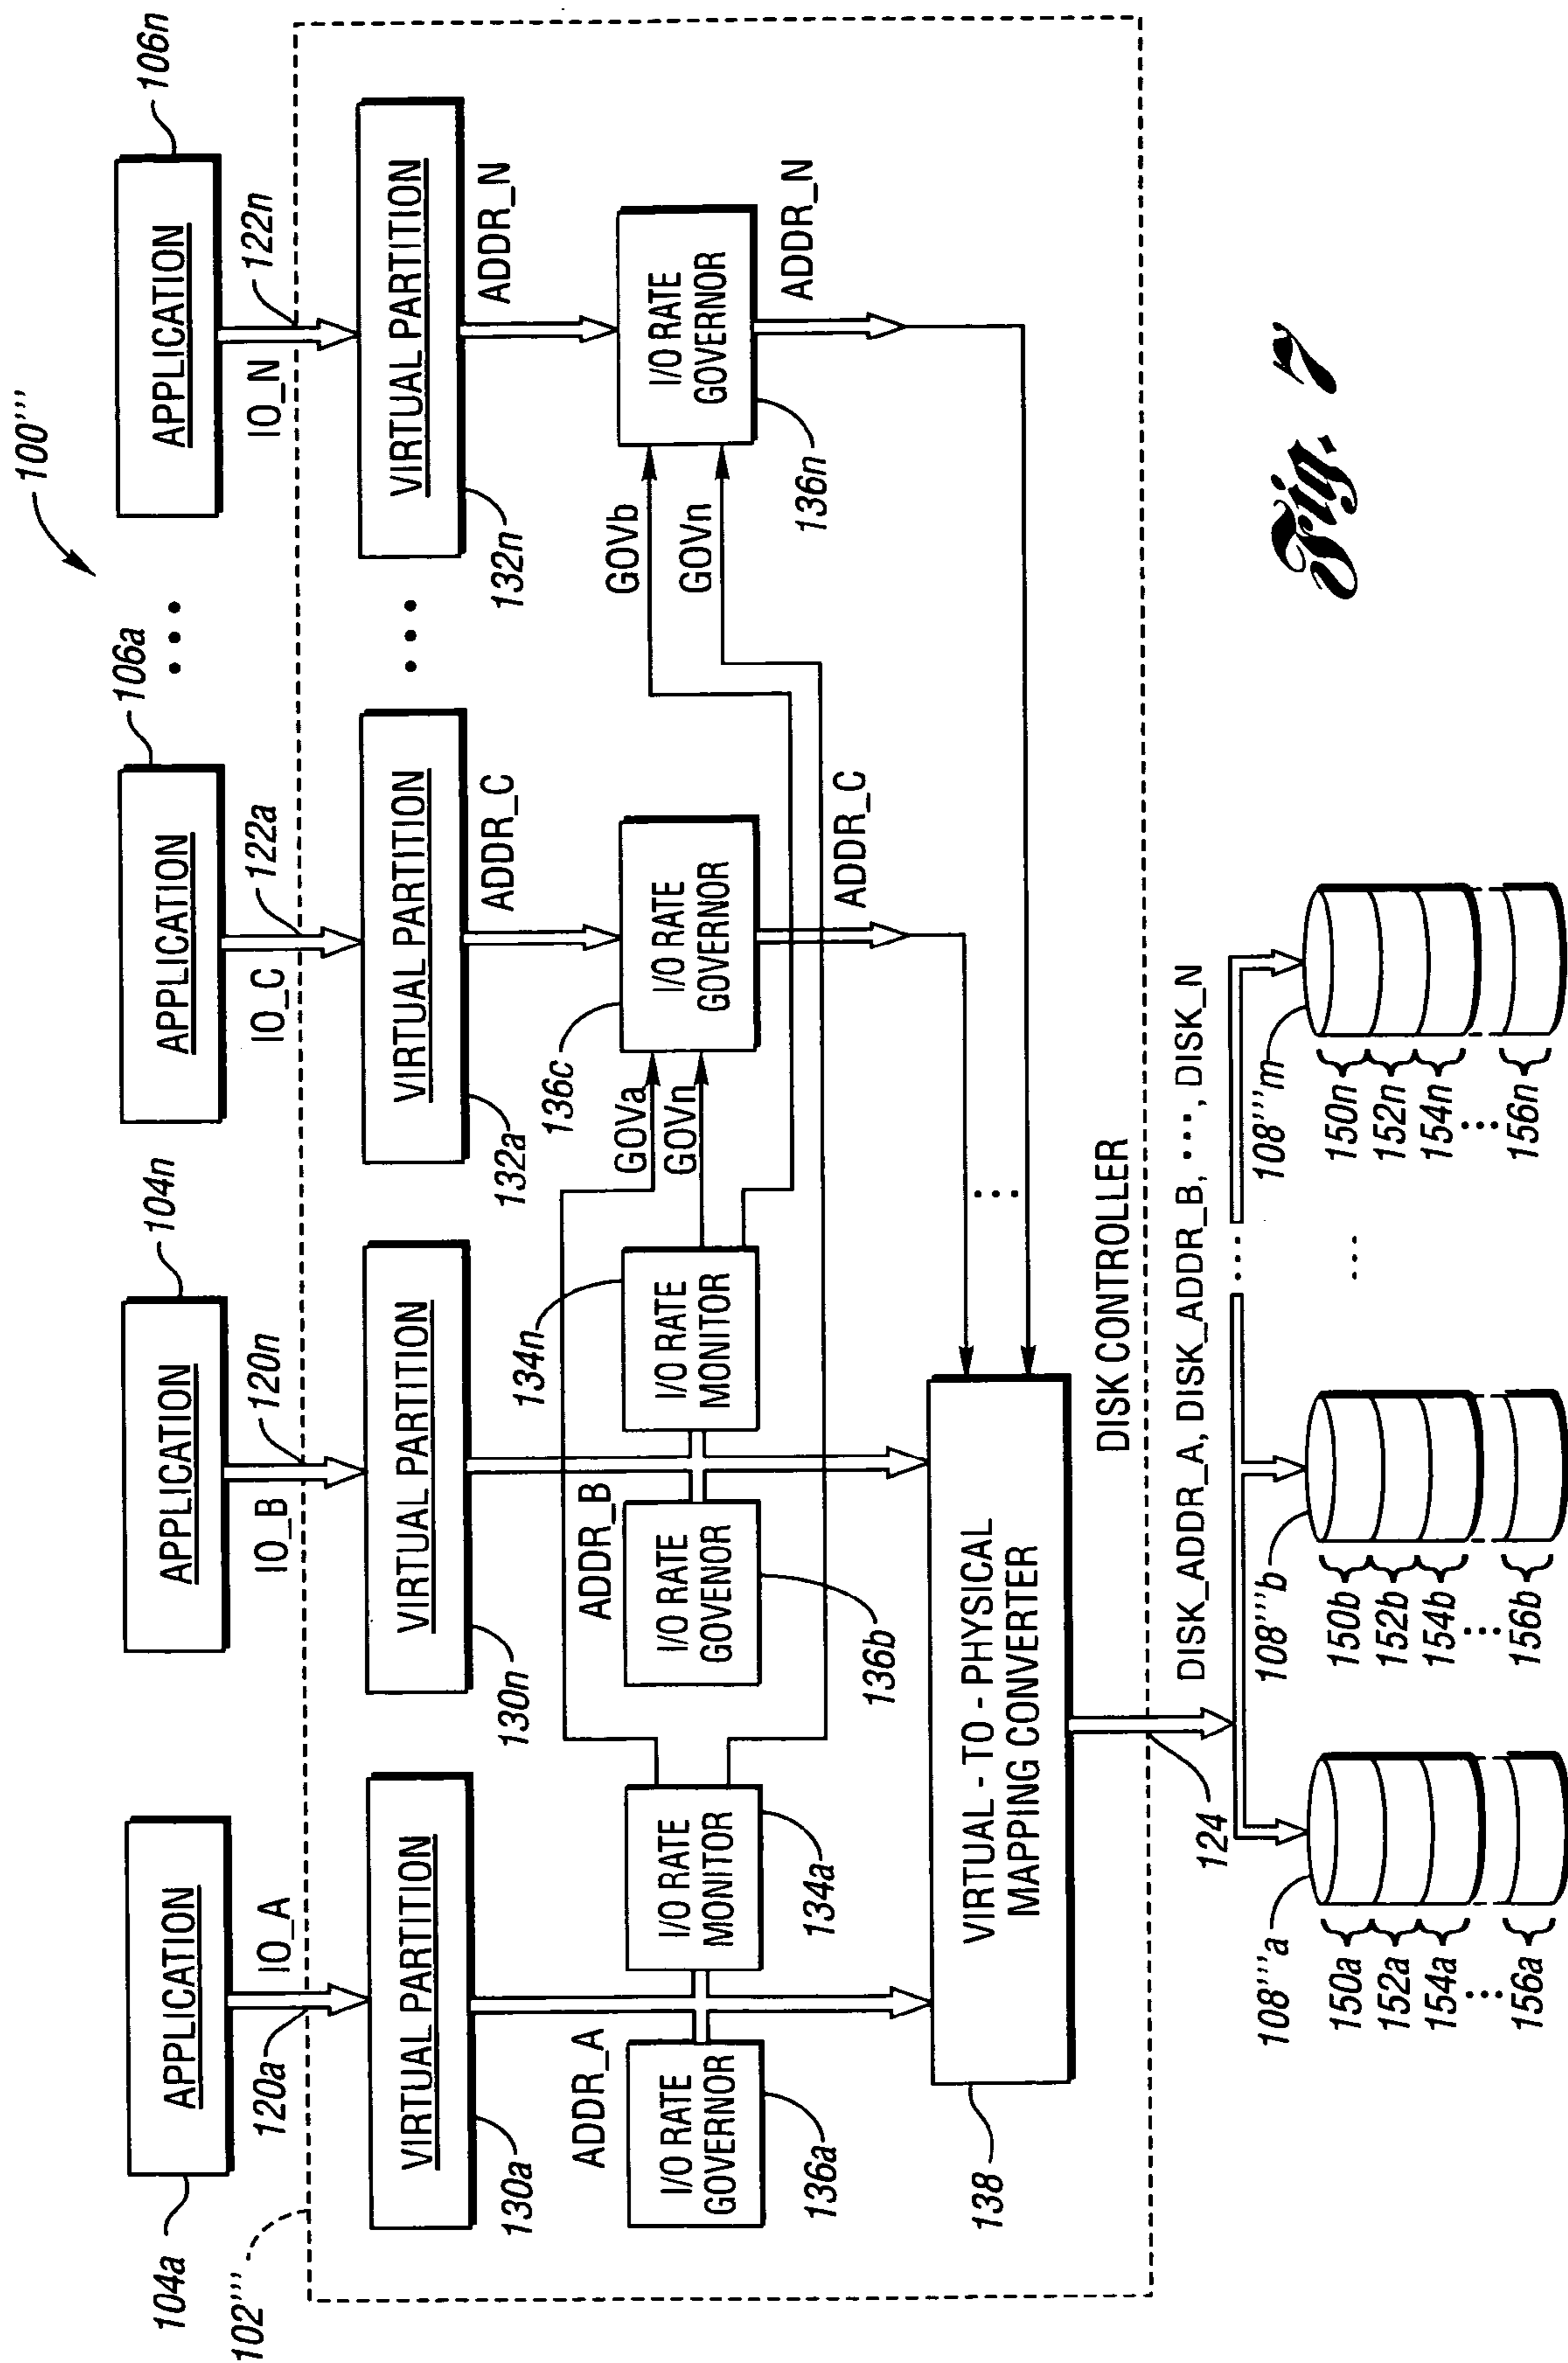 100'''
104a
104n
106a
106n
APPLICATION
APPLICATION
APPLICATION
• • •
APPLICATION
102'''
120a
IO_A
IO_B
120n
IO_C
122a
IO_N
122n
VIRTUAL PARTITION
VIRTUAL PARTITION
VIRTUAL PARTITION
• • •
VIRTUAL PARTITION
130a
130n
132a
132n
ADDR_A
ADDR_B
ADDR_C
ADDR_N
134n
136c
GOVa
GOVn
GOVb
GOVn
I/O RATE
GOVERNOR
I/O RATE
MONITOR
I/O RATE
GOVENOR
I/O RATE
MONITOR
I/O RATE
GOVERNOR
I/O RATE
GOVERNOR
136a
134a
136b
136n
ADDR_C
ADDR_N
...
VIRTUAL - TO - PHYSICAL
MAPPING CONVERTER
138
DISK CONTROLLER
124
DISK_ADDR_A, DISK_ADDR_B, •••, DISK_N
...
108'''a
108'''b
108'''m
...
150a
152a
154a
...
156a
150b
152b
154b
...
156b
150n
152n
154n
...
156n
Fig. 7